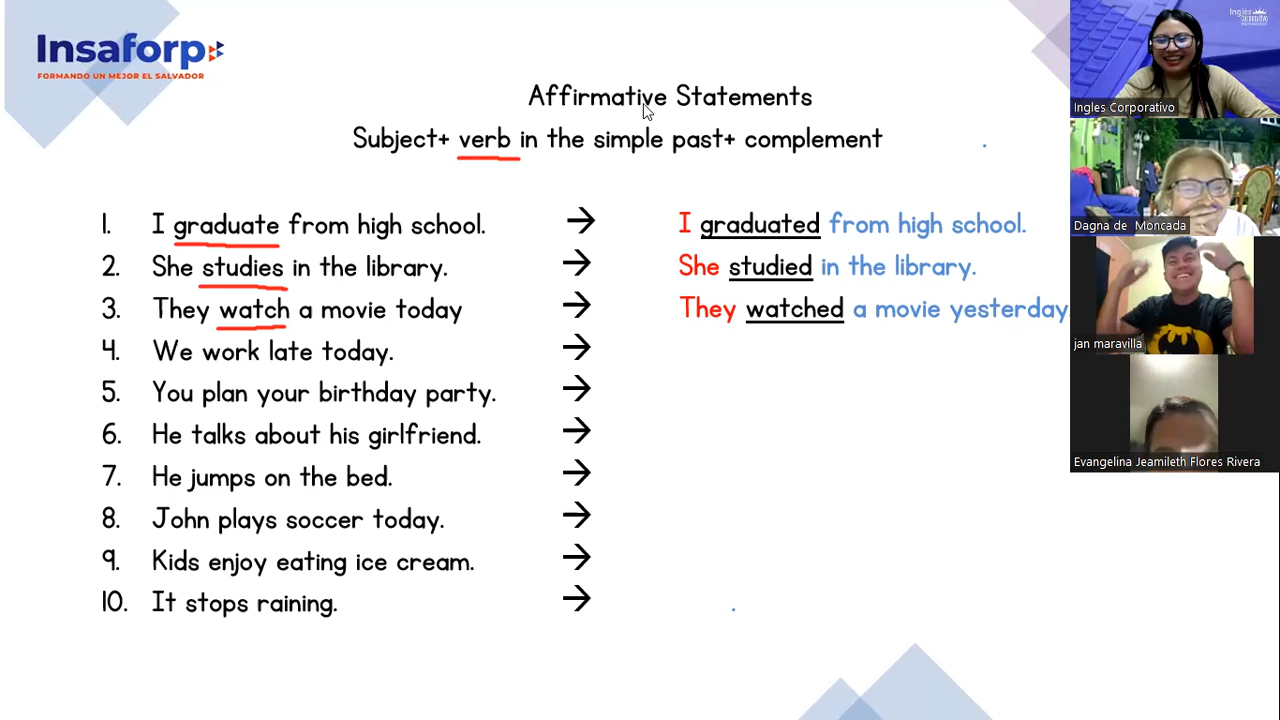 Insaforp
FORMANDO UN MEJOR EL SALVADOR
Affirmative Statements
Subject+ verb in the simple past+ complement .
1. I graduate from high school. → I graduated from high school.
2. She studies in the library. → She studied in the library.
3. They watch a movie today → They watched a movie yesterday
4. We work late today. →
5. You plan your birthday party. →
6. He talks about his girlfriend. →
7. He jumps on the bed. →
8. John plays soccer today. →
9. Kids enjoy eating ice cream. →
10. It stops raining. → .
Ingles
Corporativo
Ingles Corporativo
Dagna de Moncada
jan maravilla
Evangelina Jeamileth Flores Rivera